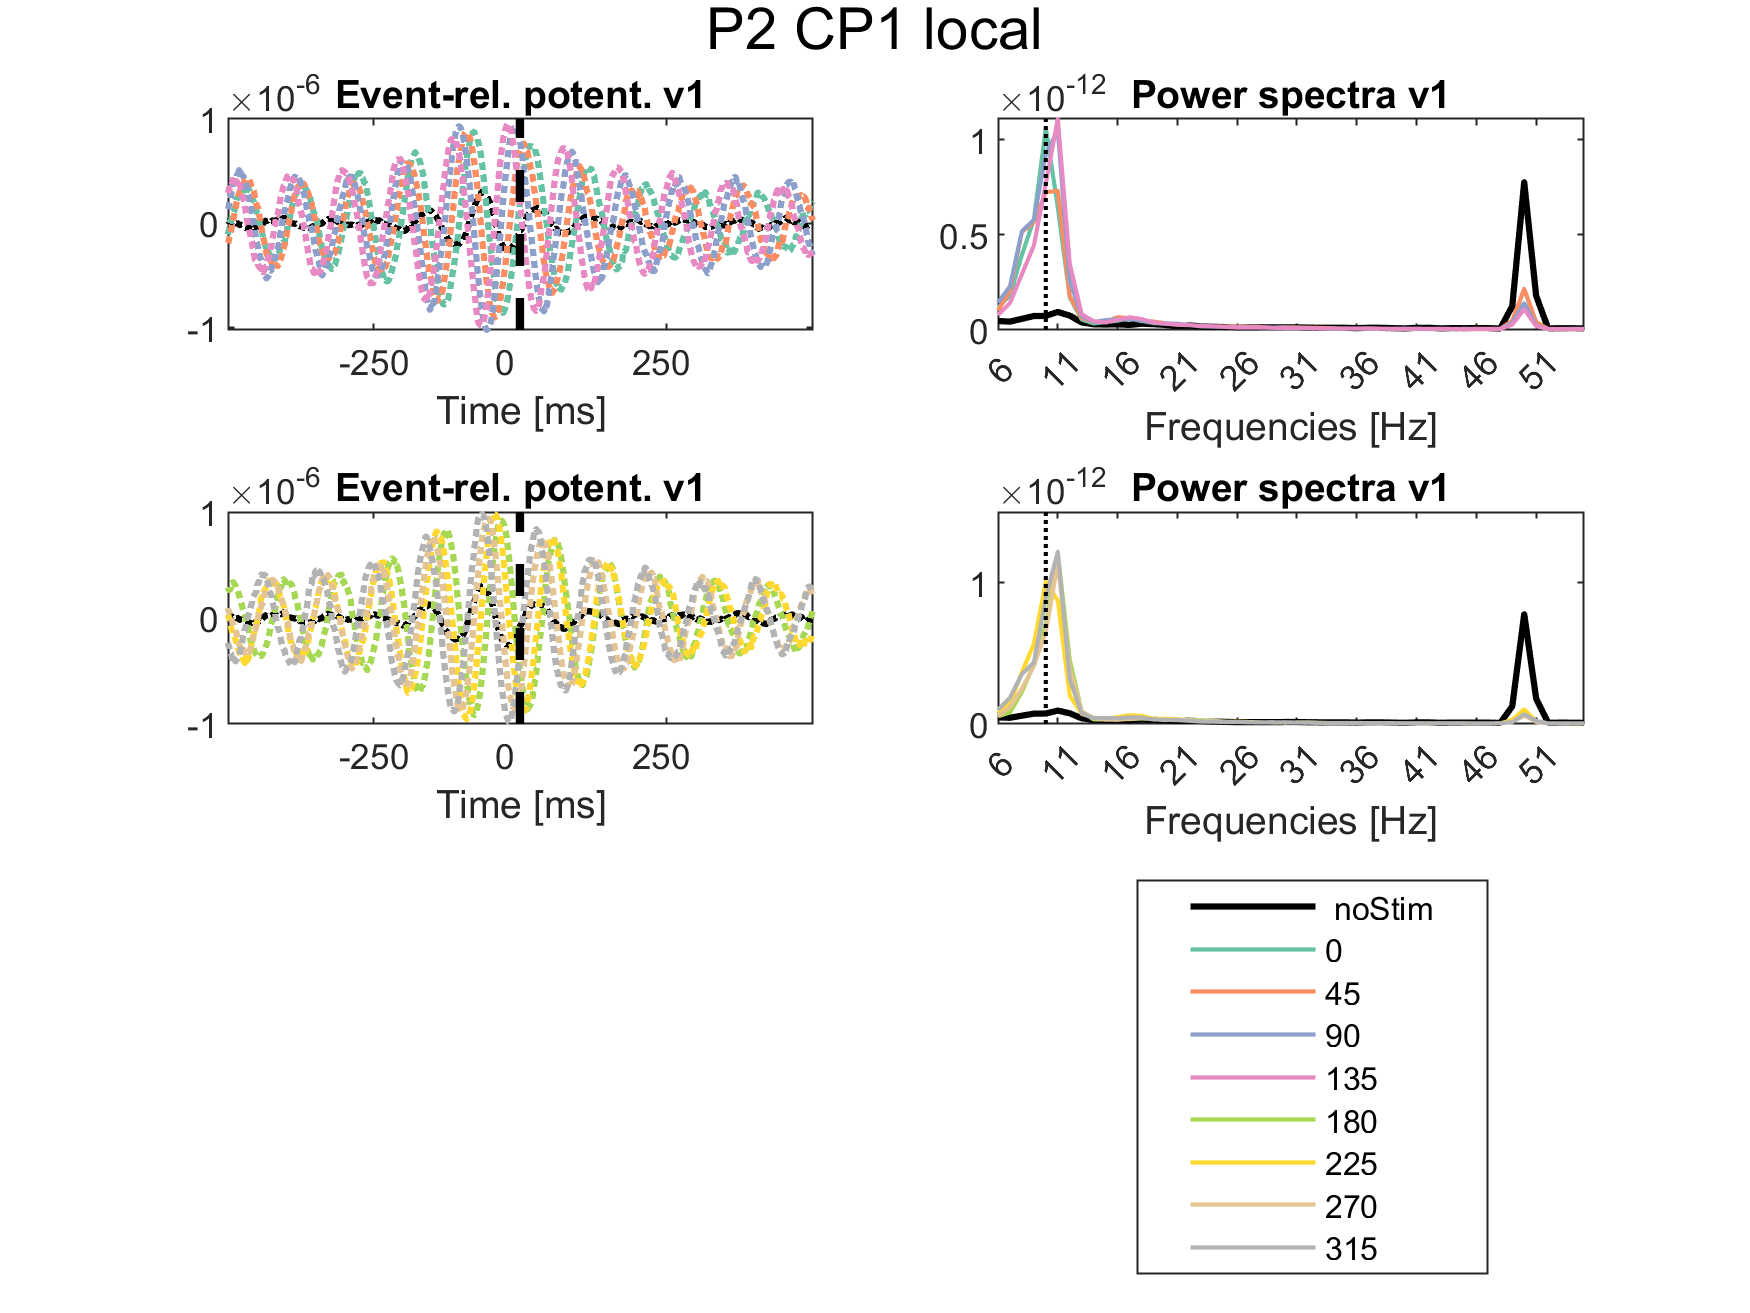 P2 CP1 local
×10-6 Event-rel. potent. v1
1
0
-1
-250 0 250
Time [ms]
×10-12 Power spectra v1
1
0.5
0
6 11 16 21 26 31 36 41 46 51
Frequencies [Hz]
×10-6 Event-rel. potent. v1
1
0
-1
-250 0 250
Time [ms]
×10-12 Power spectra v1
1
0
6 11 16 21 26 31 36 41 46 51
Frequencies [Hz]
noStim
0
45
90
135
180
225
270
315